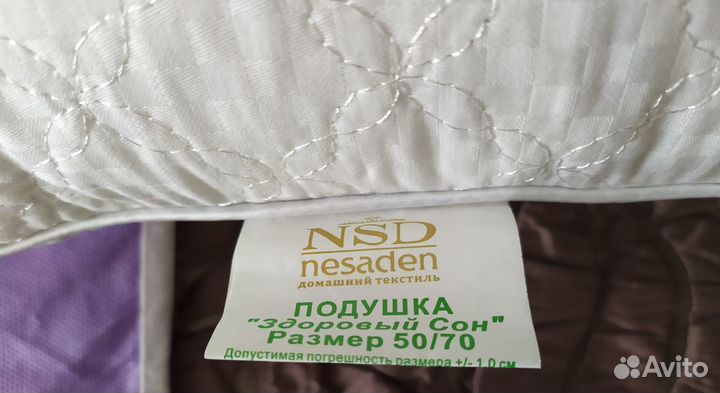 NSD
nesaden
домашний текстиль
ПОДУШКА
"Здоровый Сон"
Размер 50/70
Допустимая погрешность размера +/- 1.0 см
Avito